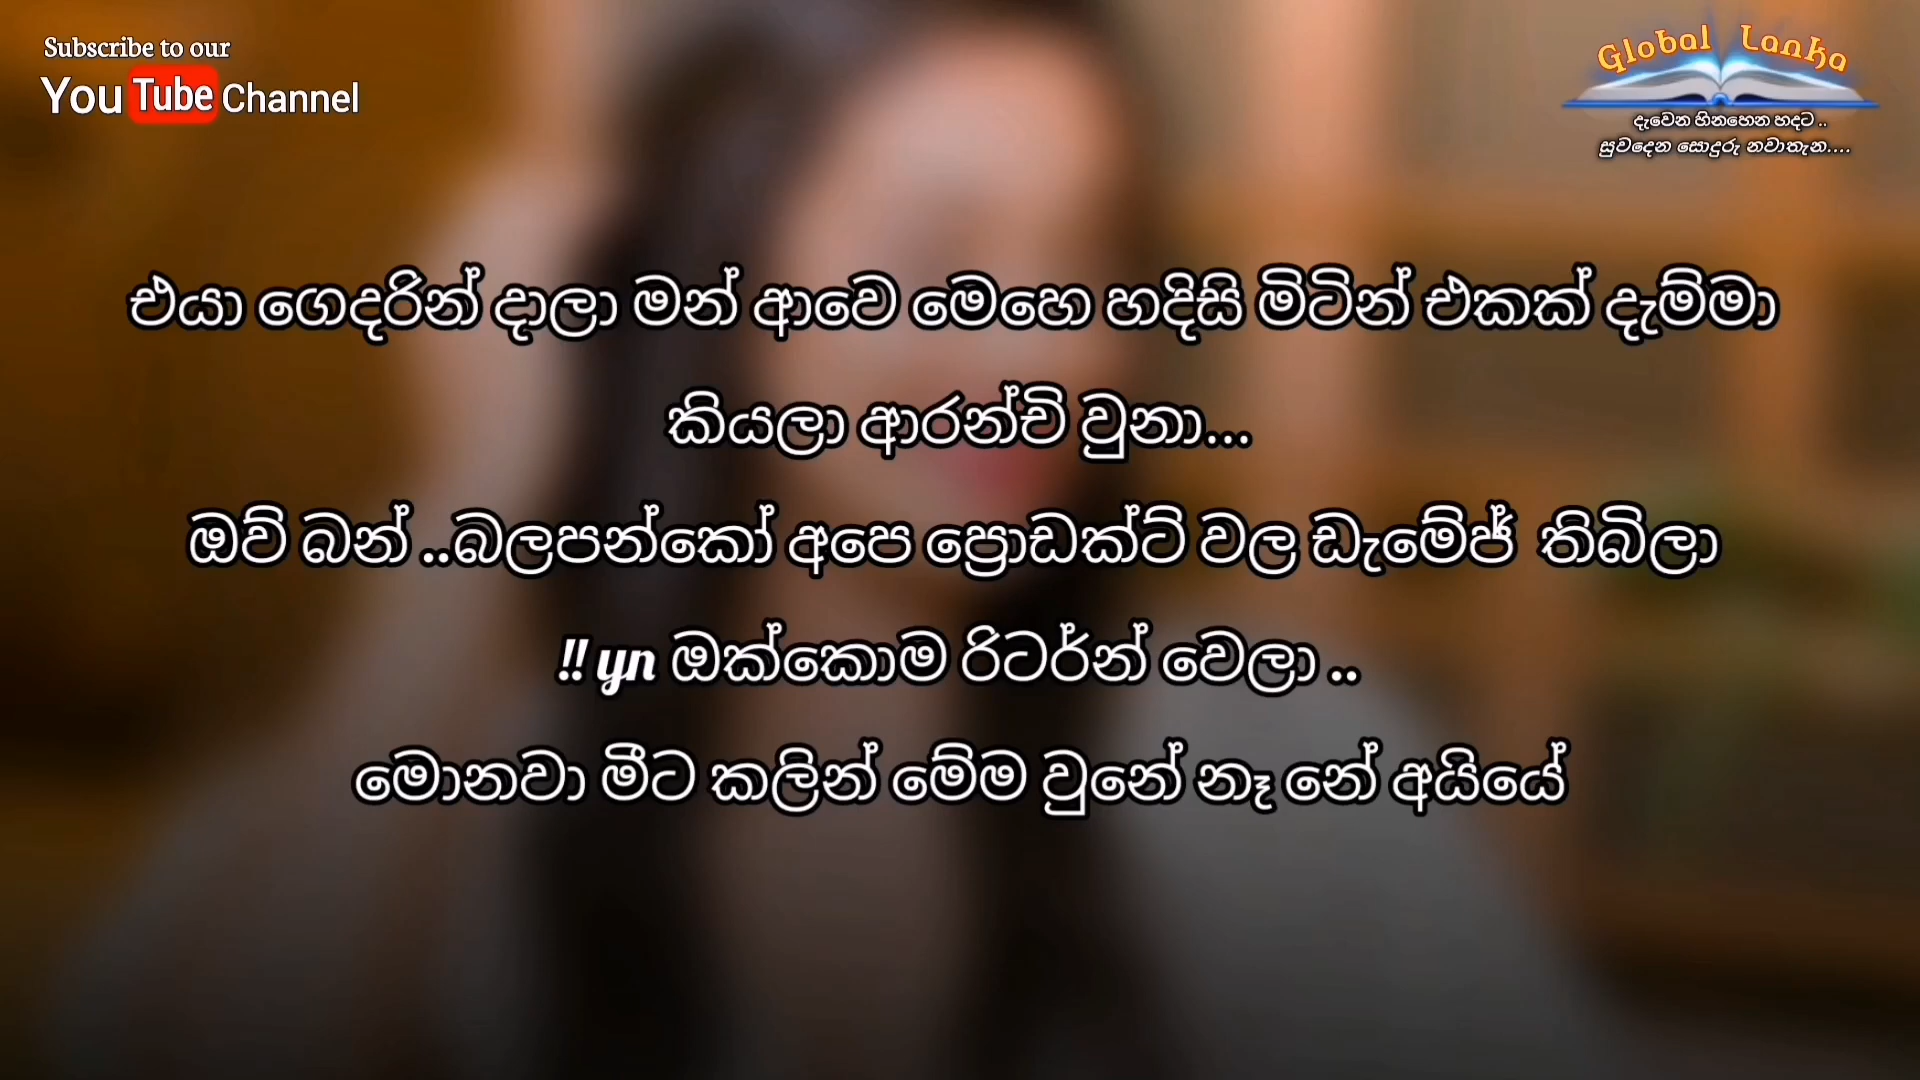 Subscribe to our
You Tube Channel
Global Lanka
දැවෙන හිනහෙන හදට ..
සුවදෙන සොදුරු නවාතැන....
එයා ගෙදරින් දාලා මන් ආවෙ මෙහෙ හදිසි මිටින් එකක් දැම්මා
කියලා ආරන්චි වුනා...
ඔව් බන් ..බලපන්කෝ අපෙ ප්‍රොඩක්ට් වල ඩැමේජ් තිබිලා
!! yn ඔක්කොම රිටර්න් වෙලා ..
මොනවා මීට කලින් මේම වුනේ නෑ නේ අයියේ